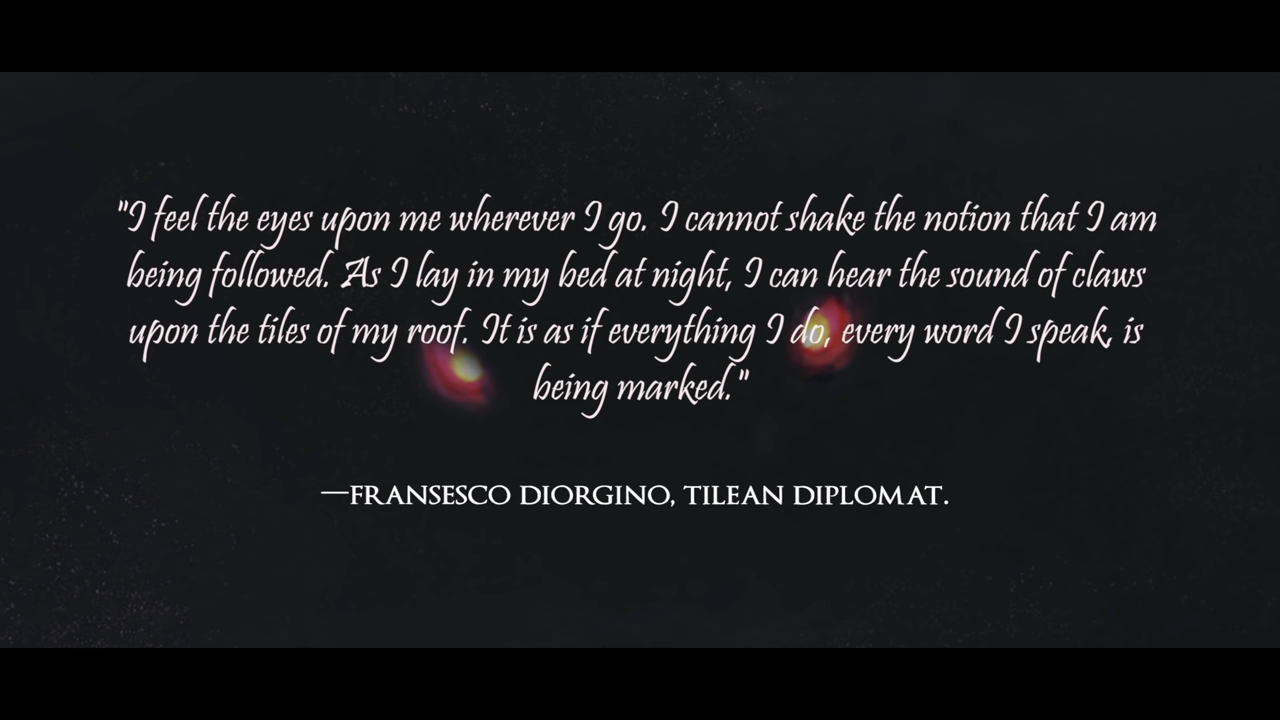 "I feel the eyes upon me wherever I go. I cannot shake the notion that I am
being followed. As I lay in my bed at night, I can hear the sound of claws
upon the tiles of my roof. It is as if everything I do, every word I speak, is
being marked."
—FRANSESCO DIORGINO, TILEAN DIPLOMAT.